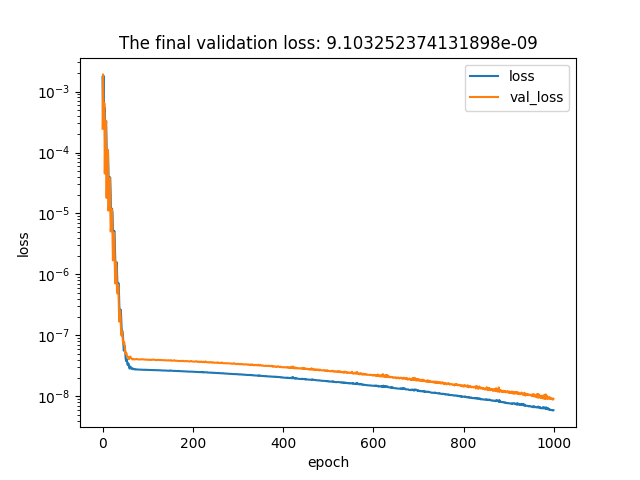 The final validation loss: 9.103252374131898e-09
loss
val_loss
10⁻³
10⁻⁴
10⁻⁵
10⁻⁶
10⁻⁷
10⁻⁸
loss
0 200 400 600 800 1000
epoch